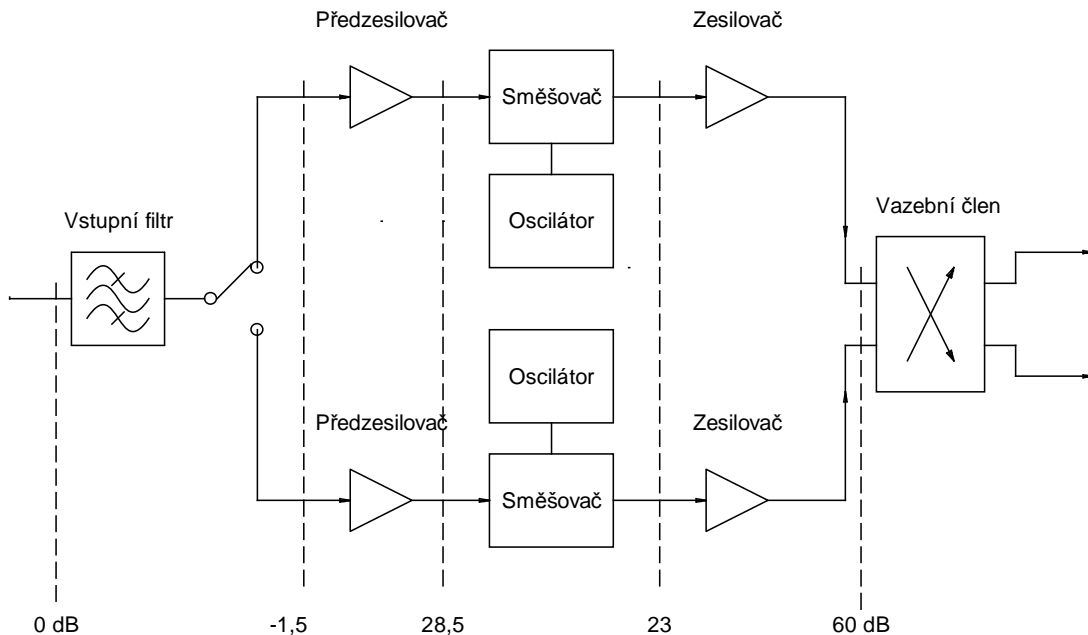 Předzesilovač
Zesilovač
Směšovač
Oscilátor
Vstupní filtr
Vazební člen
Oscilátor
Předzesilovač
Zesilovač
Směšovač
0 dB
-1,5
28,5
23
60 dB